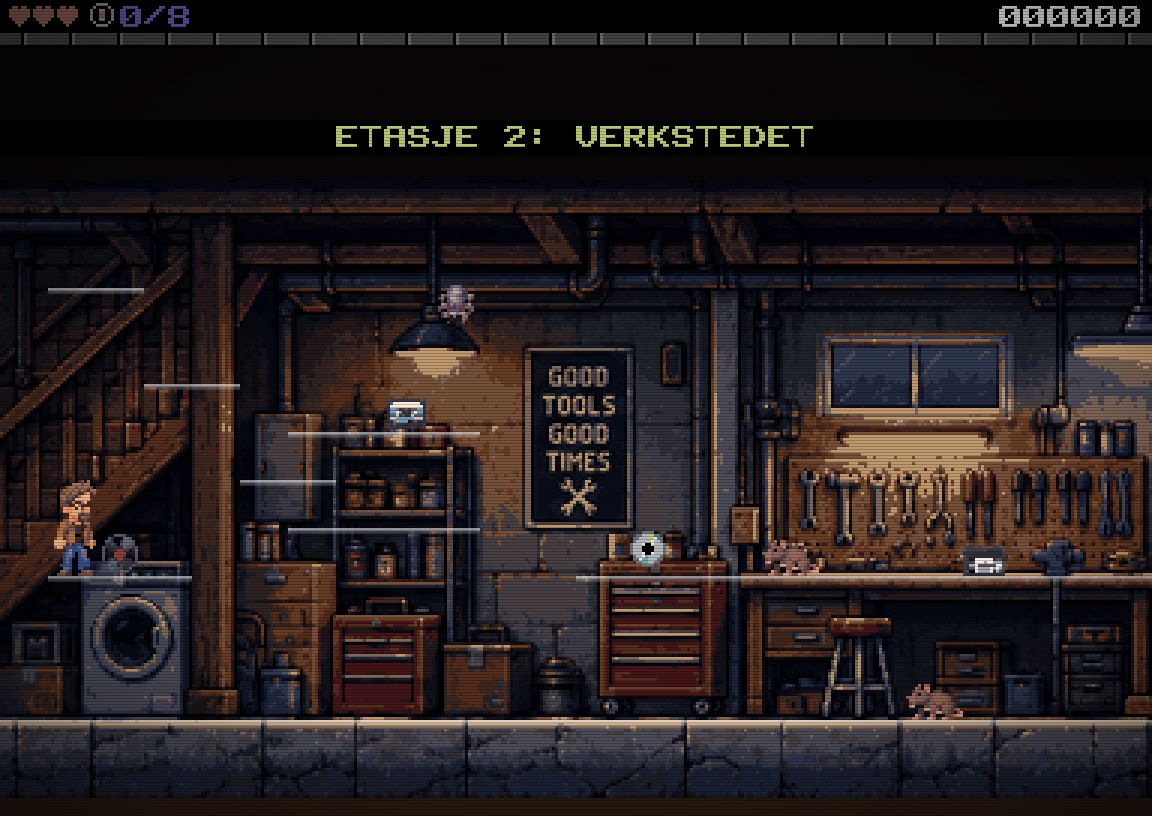 0/8
000000
ETASJE 2: VERKSTEDET
GOOD
TOOLS
GOOD
TIMES